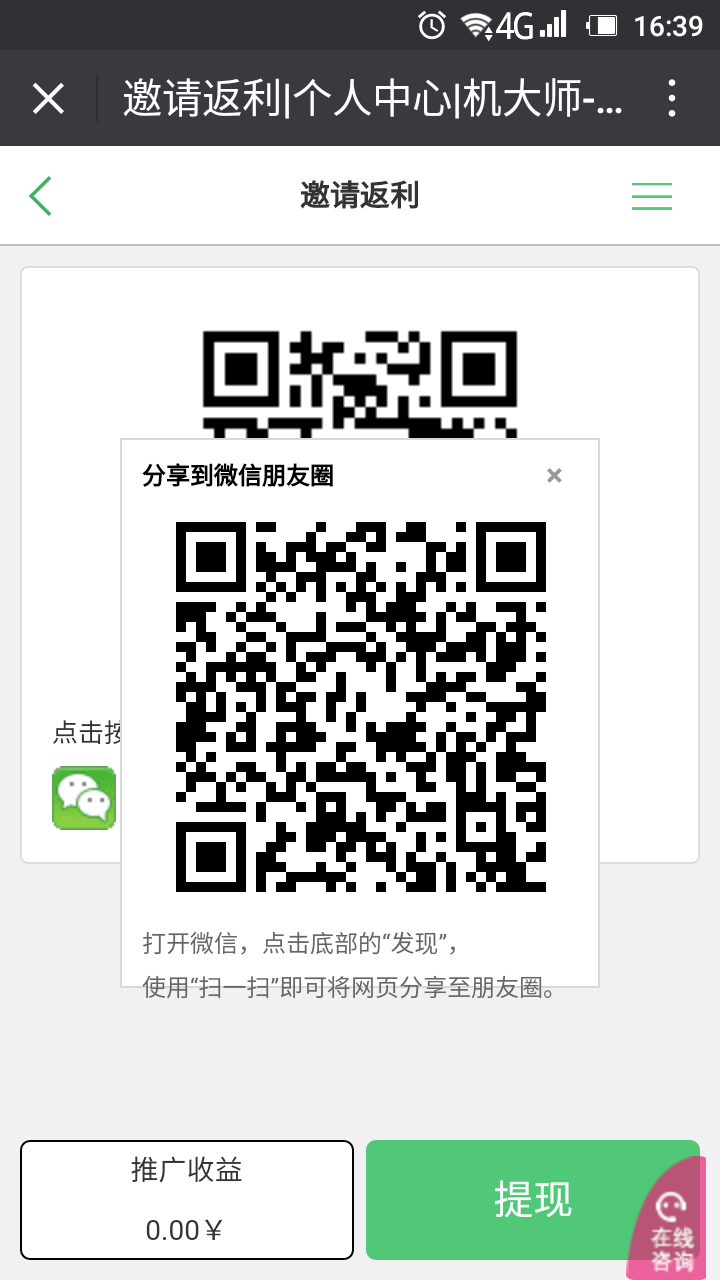 4G 16:39
邀请返利|个人中心|机大师-...
邀请返利
分享到微信朋友圈 ×
点击按
打开微信，点击底部的“发现”，
使用“扫一扫”即可将网页分享至朋友圈。
推广收益
0.00￥
提现
在线
咨询